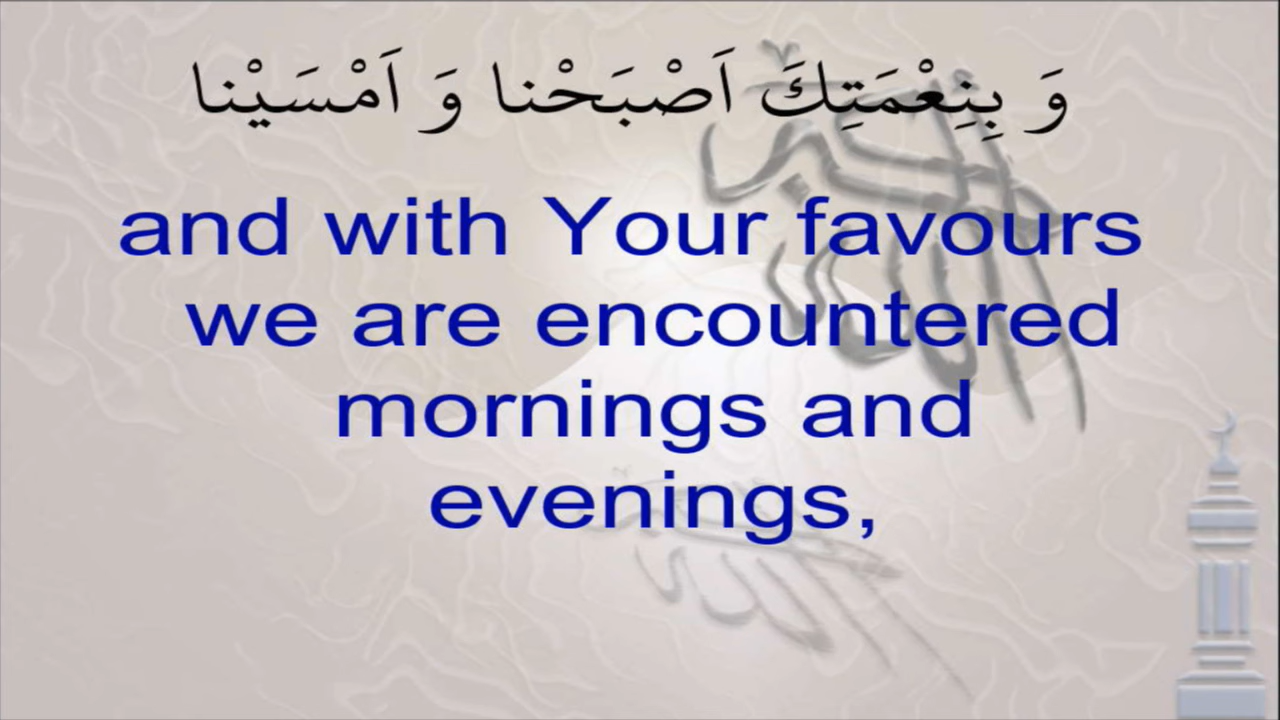 وَ بِنِعْمَتِكَ اَصْبَحْنا وَ اَمْسَيْنا
and with Your favours
we are encountered
mornings and
evenings,